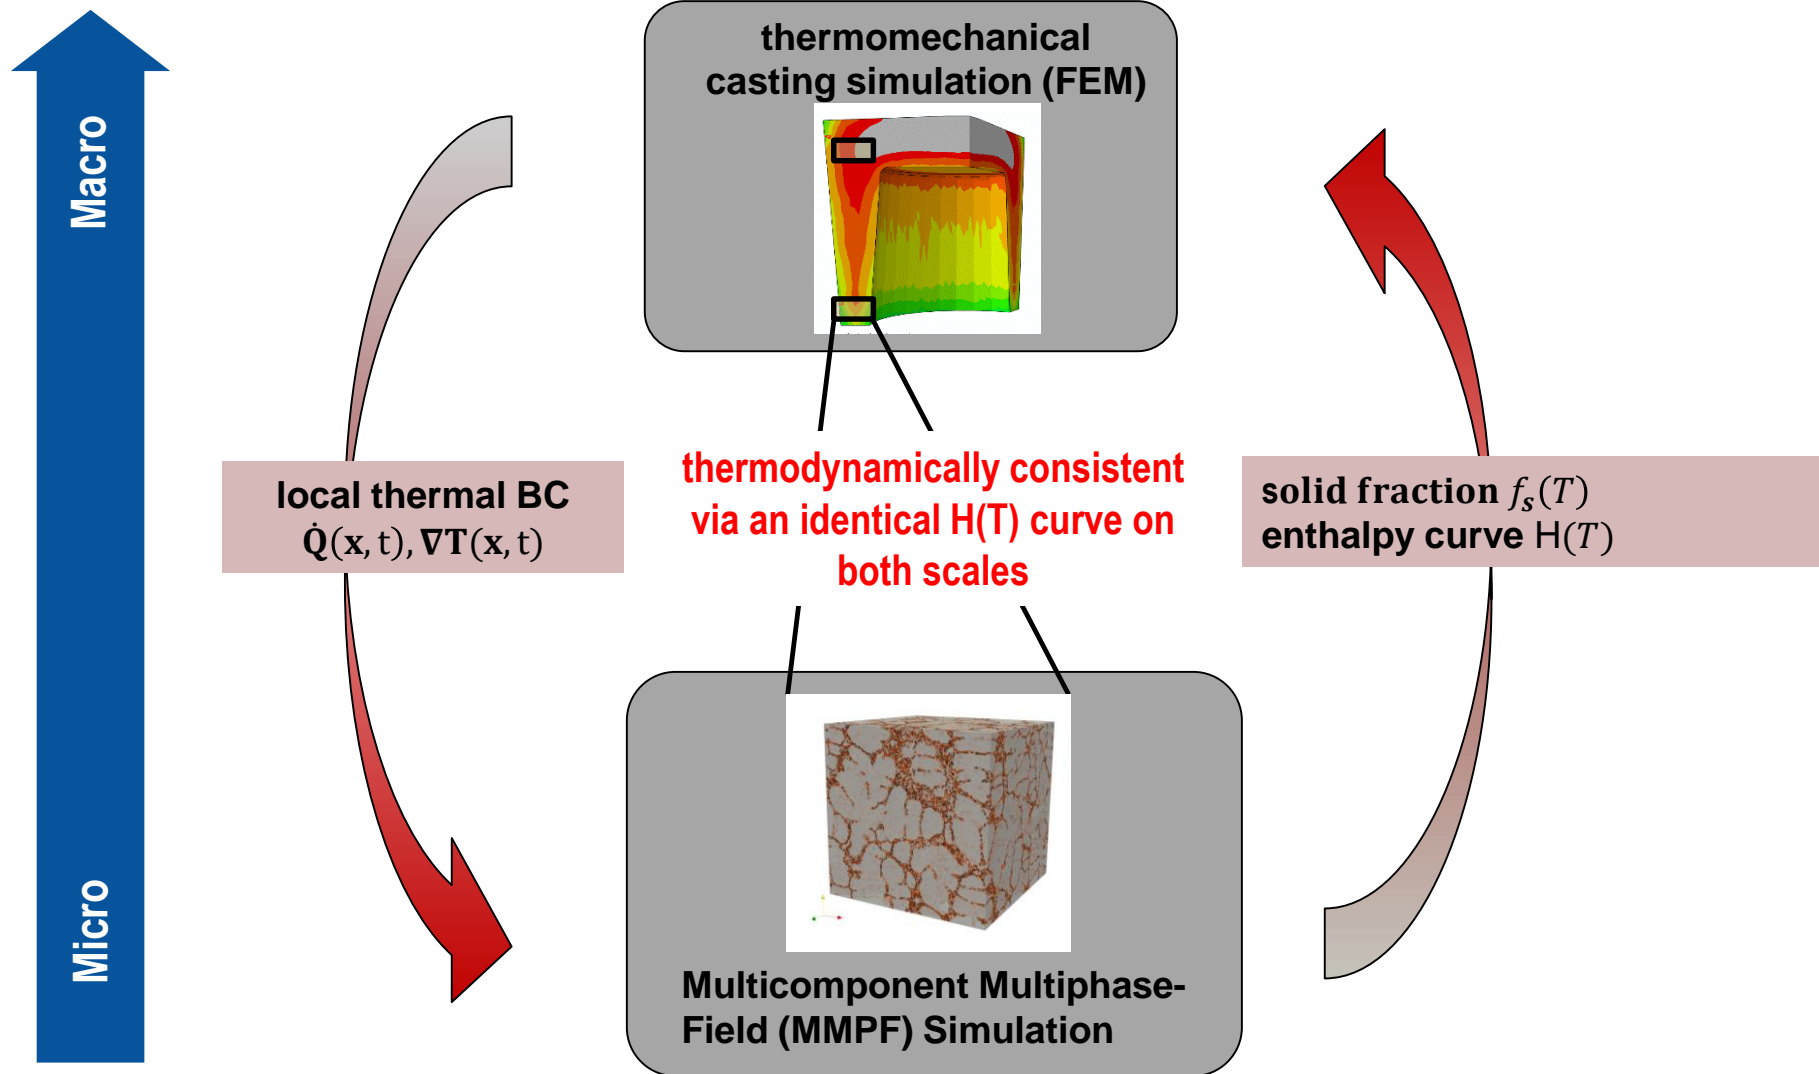 Macro
Micro
thermomechanical
casting simulation (FEM)
local thermal BC
Q̇(x, t), ∇T(x, t)
thermodynamically consistent
via an identical H(T) curve on
both scales
solid fraction fₛ(T)
enthalpy curve H(T)
Multicomponent Multiphase-
Field (MMPF) Simulation